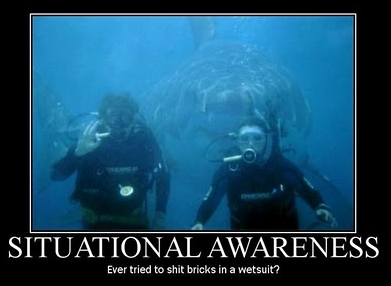 SITUATIONAL AWARENESS
Ever tried to shit bricks in a wetsuit?